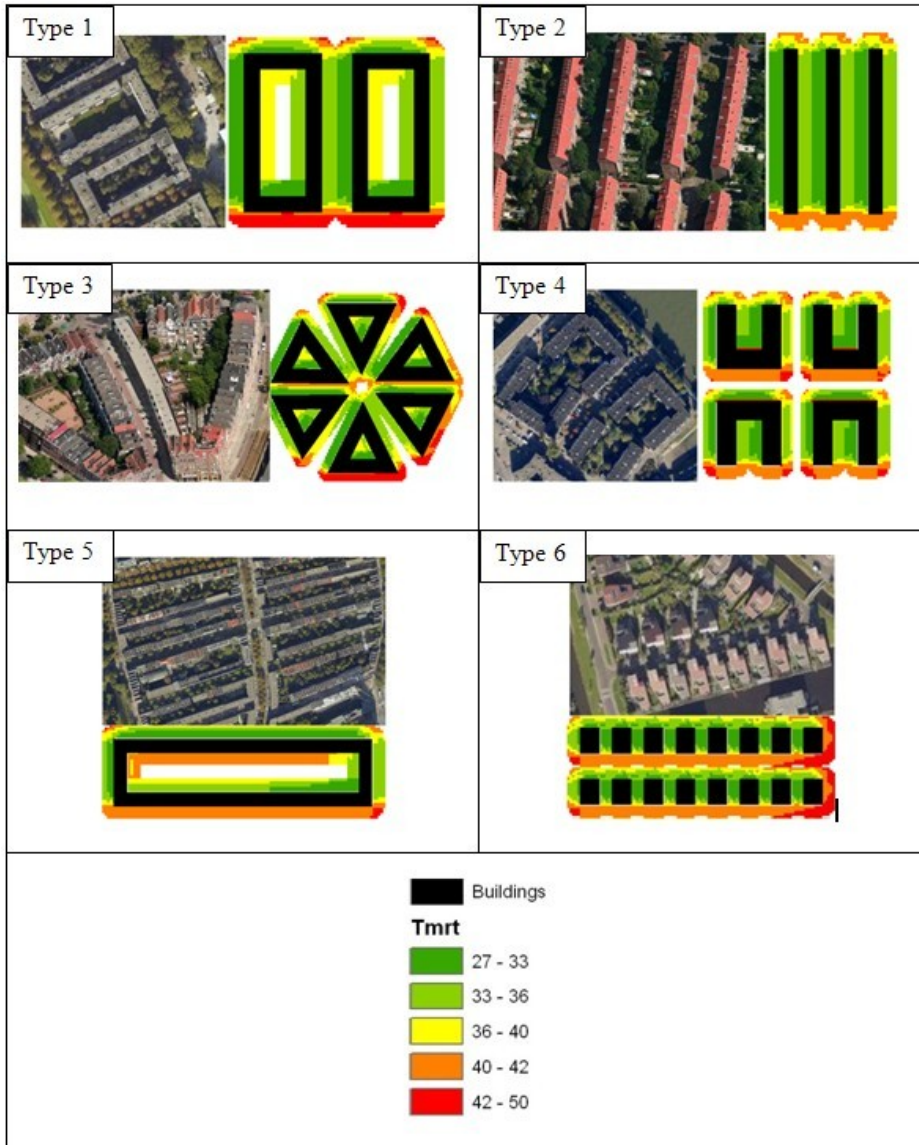 Type 1
Type 2
Type 3
Type 4
Type 5
Type 6
Buildings
Tmrt
27 - 33
33 - 36
36 - 40
40 - 42
42 - 50